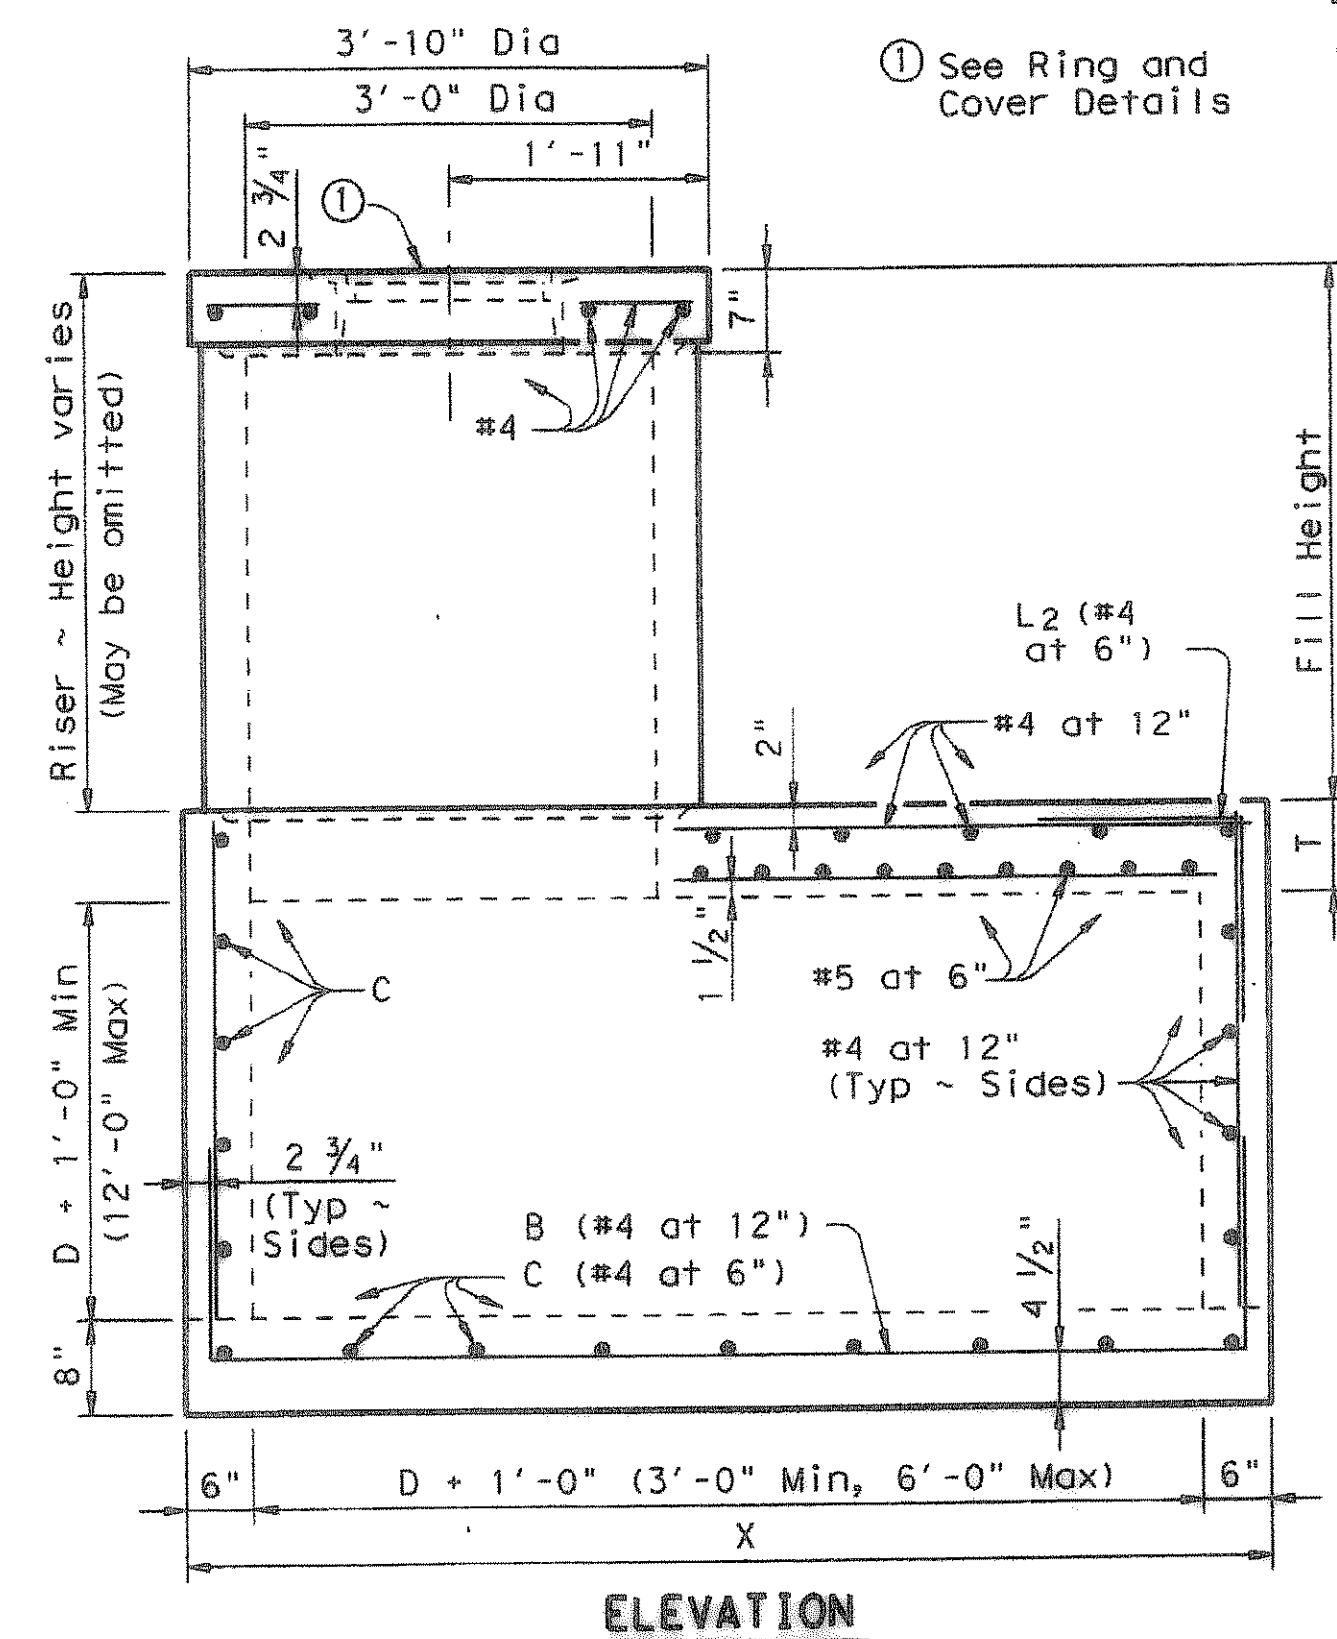 3'-10" Dia
3'-0" Dia
1'-11"
2 3/4"
1
1 See Ring and
Cover Details
7"
#4
Riser ~ Height varies
(May be omitted)
Fill Height
L2 (#4
at 6")
#4 at 12"
2"
T
1 1/2"
#5 at 6"
C
#4 at 12"
(Typ ~ Sides)
D + 1'-0" Min
(12'-0" Max)
2 3/4"
(Typ ~
Sides)
B (#4 at 12")
C (#4 at 6")
4 1/2"
8"
6"
D + 1'-0" (3'-0" Min, 6'-0" Max)
6"
X
ELEVATION